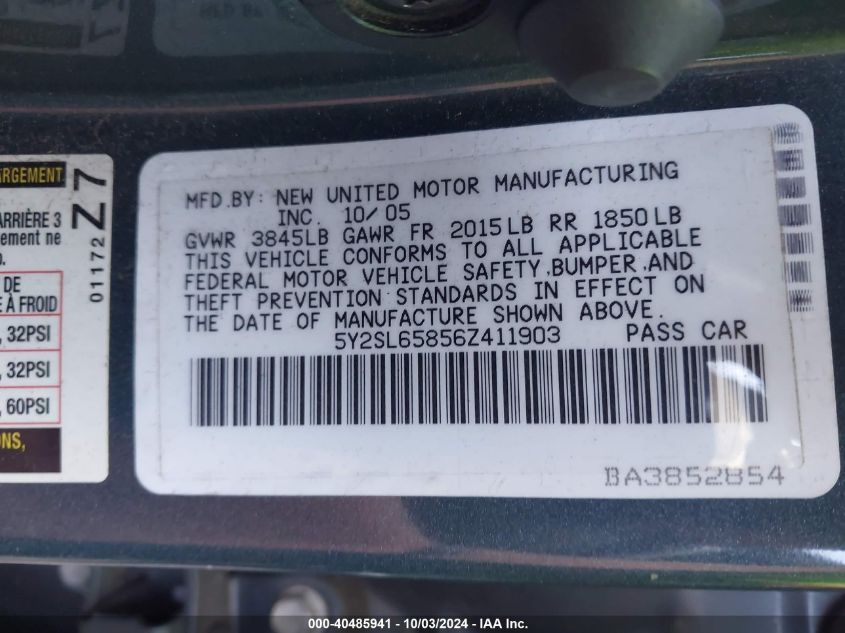 ARGEMENT
ARRIÈRE 3
ement ne
DE
E À FROID
, 32PSI
, 32PSI
, 60PSI
ONS,
01172
Z7
MFD.BY: NEW UNITED MOTOR MANUFACTURING
INC. 10/05
GVWR 3845LB GAWR FR 2015LB RR 1850LB
THIS VEHICLE CONFORMS TO ALL APPLICABLE
FEDERAL MOTOR VEHICLE SAFETY,BUMPER,AND
THEFT PREVENTION STANDARDS IN EFFECT ON
THE DATE OF MANUFACTURE SHOWN ABOVE.
5Y2SL65856Z411903 PASS CAR
BA3852854
000-40485941 - 10/03/2024 - IAA Inc.